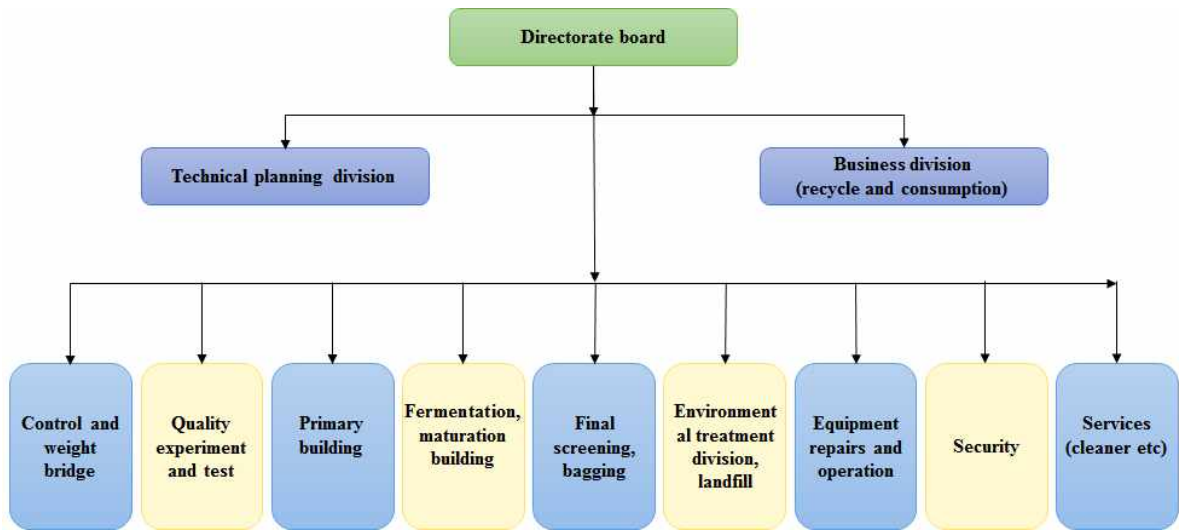 Directorate board
Technical planning division
Business division
(recycle and consumption)
Control and
weight
bridge
Quality
experiment
and test
Primary
building
Fermentation,
maturation
building
Final
screening,
bagging
Environment
al treatment
division,
landfill
Equipment
repairs and
operation
Security
Services
(cleaner etc)